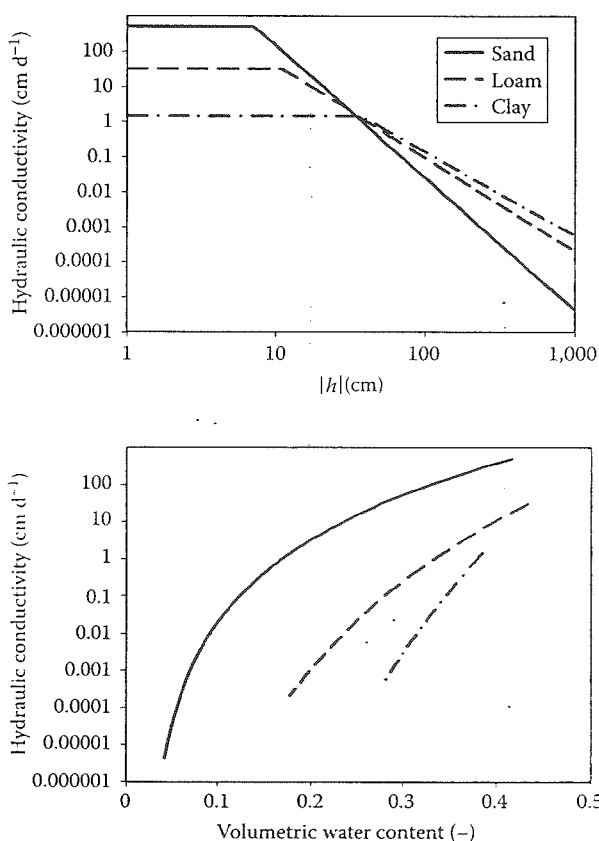 Hydraulic conductivity (cm d⁻¹)
100
10
1
0.1
0.01
0.001
0.0001
0.00001
0.000001
Sand
Loam
Clay
1 10 100 1,000
|h|(cm)
Hydraulic conductivity (cm d⁻¹)
100
10
1
0.1
0.01
0.001
0.0001
0.00001
0.000001
0 0.1 0.2 0.3 0.4 0.5
Volumetric water content (–)